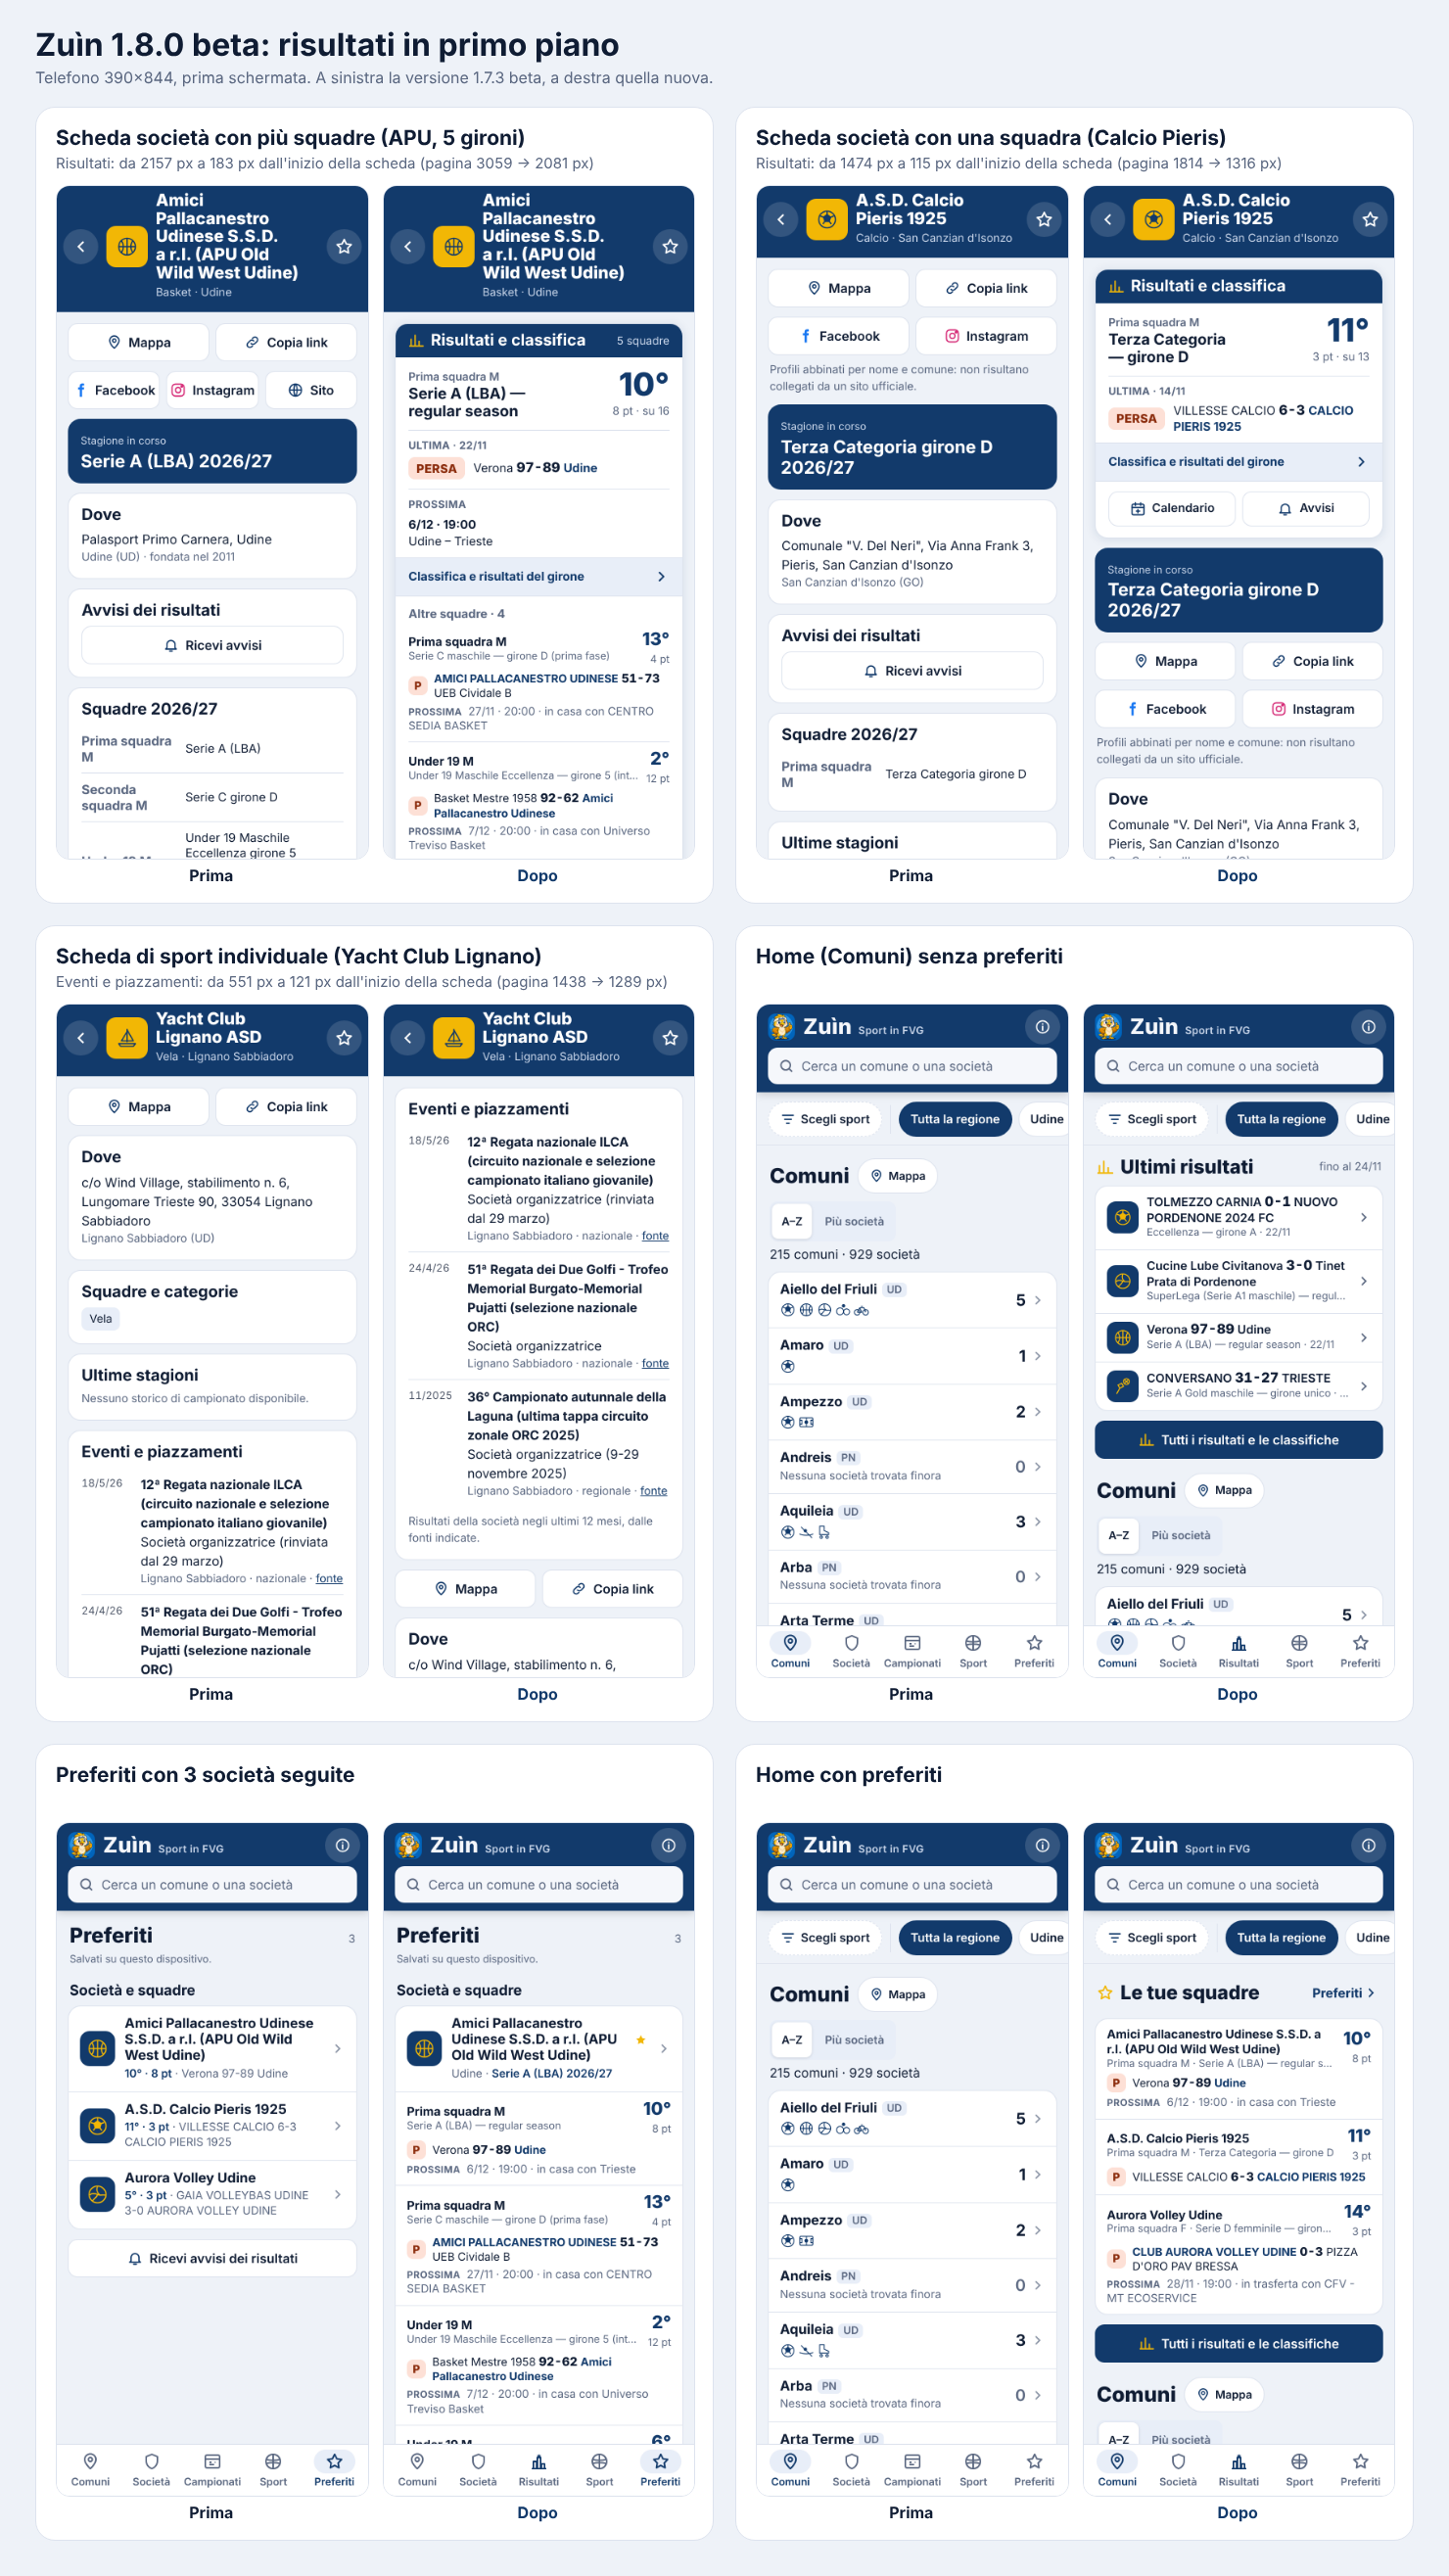 Zuìn 1.8.0 beta: risultati in primo piano
Telefono 390×844, prima schermata. A sinistra la versione 1.7.3 beta, a destra quella nuova.
Scheda società con più squadre (APU, 5 gironi)
Risultati: da 2157 px a 183 px dall'inizio della scheda (pagina 3059 → 2081 px)
Amici
Pallacanestro
Udinese S.S.D.
a r.l. (APU Old
Wild West Udine)
Basket · Udine
Mappa
Copia link
Facebook
Instagram
Sito
Stagione in corso
Serie A (LBA) 2026/27
Dove
Palasport Primo Carnera, Udine
Udine (UD) · fondata nel 2011
Avvisi dei risultati
Ricevi avvisi
Squadre 2026/27
Prima squadra M Serie A (LBA)
Seconda squadra M Serie C girone D
Under 19 Maschile
Eccellenza girone 5
Prima
Amici
Pallacanestro
Udinese S.S.D.
a r.l. (APU Old
Wild West Udine)
Basket · Udine
Risultati e classifica 5 squadre
Prima squadra M
Serie A (LBA) —
regular season
10°
8 pt · su 16
ULTIMA · 22/11
PERSA Verona 97-89 Udine
PROSSIMA
6/12 · 19:00
Udine – Trieste
Classifica e risultati del girone
Altre squadre · 4
Prima squadra M 13°
Serie C maschile — girone D (prima fase) 4 pt
P AMICI PALLACANESTRO UDINESE 51-73
UEB Cividale B
PROSSIMA 27/11 · 20:00 · in casa con CENTRO
SEDIA BASKET
Under 19 M 2°
Under 19 Maschile Eccellenza — girone 5 (int... 12 pt
P Basket Mestre 1958 92-62 Amici
Pallacanestro Udinese
PROSSIMA 7/12 · 20:00 · in casa con Universo
Treviso Basket
Dopo
Scheda società con una squadra (Calcio Pieris)
Risultati: da 1474 px a 115 px dall'inizio della scheda (pagina 1814 → 1316 px)
A.S.D. Calcio
Pieris 1925
Calcio · San Canzian d'Isonzo
Mappa
Copia link
Facebook
Instagram
Profili abbinati per nome e comune: non risultano
collegati da un sito ufficiale.
Stagione in corso
Terza Categoria girone D
2026/27
Dove
Comunale "V. Del Neri", Via Anna Frank 3,
Pieris, San Canzian d'Isonzo
San Canzian d'Isonzo (GO)
Avvisi dei risultati
Ricevi avvisi
Squadre 2026/27
Prima squadra M Terza Categoria girone D
Ultime stagioni
Prima
A.S.D. Calcio
Pieris 1925
Calcio · San Canzian d'Isonzo
Risultati e classifica
Prima squadra M
Terza Categoria
— girone D
11°
3 pt · su 13
ULTIMA · 14/11
PERSA VILLESSE CALCIO 6-3 CALCIO
PIERIS 1925
Classifica e risultati del girone
Calendario
Avvisi
Stagione in corso
Terza Categoria girone D
2026/27
Mappa
Copia link
Facebook
Instagram
Profili abbinati per nome e comune: non risultano
collegati da un sito ufficiale.
Dove
Comunale "V. Del Neri", Via Anna Frank 3,
Pieris, San Canzian d'Isonzo
Dopo
Scheda di sport individuale (Yacht Club Lignano)
Eventi e piazzamenti: da 551 px a 121 px dall'inizio della scheda (pagina 1438 → 1289 px)
Yacht Club
Lignano ASD
Vela · Lignano Sabbiadoro
Mappa
Copia link
Dove
c/o Wind Village, stabilimento n. 6,
Lungomare Trieste 90, 33054 Lignano
Sabbiadoro
Lignano Sabbiadoro (UD)
Squadre e categorie
Vela
Ultime stagioni
Nessuno storico di campionato disponibile.
Eventi e piazzamenti
18/5/26 12ª Regata nazionale ILCA
(circuito nazionale e selezione
campionato italiano giovanile)
Società organizzatrice (rinviata
dal 29 marzo)
Lignano Sabbiadoro · nazionale · fonte
24/4/26 51ª Regata dei Due Golfi - Trofeo
Memorial Burgato-Memorial
Pujatti (selezione nazionale
ORC)
Prima
Yacht Club
Lignano ASD
Vela · Lignano Sabbiadoro
Eventi e piazzamenti
18/5/26 12ª Regata nazionale ILCA
(circuito nazionale e selezione
campionato italiano giovanile)
Società organizzatrice (rinviata
dal 29 marzo)
Lignano Sabbiadoro · nazionale · fonte
24/4/26 51ª Regata dei Due Golfi - Trofeo
Memorial Burgato-Memorial
Pujatti (selezione nazionale
ORC)
Società organizzatrice
Lignano Sabbiadoro · nazionale · fonte
11/2025 36° Campionato autunnale della
Laguna (ultima tappa circuito
zonale ORC 2025)
Società organizzatrice (9-29
novembre 2025)
Lignano Sabbiadoro · regionale · fonte
Risultati della società negli ultimi 12 mesi, dalle
fonti indicate.
Mappa
Copia link
Dove
c/o Wind Village, stabilimento n. 6,
Dopo
Home (Comuni) senza preferiti
Zuìn Sport in FVG
Cerca un comune o una società
Scegli sport Tutta la regione Udine
Comuni Mappa
A–Z Più società
215 comuni · 929 società
Aiello del Friuli UD 5
Amaro UD 1
Ampezzo UD 2
Andreis PN 0
Nessuna società trovata finora
Aquileia UD 3
Arba PN 0
Nessuna società trovata finora
Arta Terme UD
Comuni Società Campionati Sport Preferiti
Prima
Zuìn Sport in FVG
Cerca un comune o una società
Scegli sport Tutta la regione Udine
Ultimi risultati fino al 24/11
TOLMEZZO CARNIA 0-1 NUOVO
PORDENONE 2024 FC
Eccellenza — girone A · 22/11
Cucine Lube Civitanova 3-0 Tinet
Prata di Pordenone
SuperLega (Serie A1 maschile) — regul...
Verona 97-89 Udine
Serie A (LBA) — regular season · 22/11
CONVERSANO 31-27 TRIESTE
Serie A Gold maschile — girone unico · ...
Tutti i risultati e le classifiche
Comuni Mappa
A–Z Più società
215 comuni · 929 società
Aiello del Friuli UD 5
Comuni Società Risultati Sport Preferiti
Dopo
Preferiti con 3 società seguite
Zuìn Sport in FVG
Cerca un comune o una società
Preferiti 3
Salvati su questo dispositivo.
Società e squadre
Amici Pallacanestro Udinese
S.S.D. a r.l. (APU Old Wild
West Udine)
10° · 8 pt · Verona 97-89 Udine
A.S.D. Calcio Pieris 1925
11° · 3 pt · VILLESSE CALCIO 6-3
CALCIO PIERIS 1925
Aurora Volley Udine
5° · 3 pt · GAIA VOLLEYBAS UDINE
3-0 AURORA VOLLEY UDINE
Ricevi avvisi dei risultati
Comuni Società Campionati Sport Preferiti
Prima
Zuìn Sport in FVG
Cerca un comune o una società
Preferiti 3
Salvati su questo dispositivo.
Società e squadre
Amici Pallacanestro
Udinese S.S.D. a r.l. (APU
Old Wild West Udine)
Udine · Serie A (LBA) 2026/27
Prima squadra M 10°
Serie A (LBA) — regular season 8 pt
P Verona 97-89 Udine
PROSSIMA 6/12 · 19:00 · in casa con Trieste
Prima squadra M 13°
Serie C maschile — girone D (prima fase) 4 pt
P AMICI PALLACANESTRO UDINESE 51-73
UEB Cividale B
PROSSIMA 27/11 · 20:00 · in casa con CENTRO
SEDIA BASKET
Under 19 M 2°
Under 19 Maschile Eccellenza — girone 5 (int... 12 pt
P Basket Mestre 1958 92-62 Amici
Pallacanestro Udinese
PROSSIMA 7/12 · 20:00 · in casa con Universo
Treviso Basket
Comuni Società Risultati Sport Preferiti
Dopo
Home con preferiti
Zuìn Sport in FVG
Cerca un comune o una società
Scegli sport Tutta la regione Udine
Comuni Mappa
A–Z Più società
215 comuni · 929 società
Aiello del Friuli UD 5
Amaro UD 1
Ampezzo UD 2
Andreis PN 0
Nessuna società trovata finora
Aquileia UD 3
Arba PN 0
Nessuna società trovata finora
Arta Terme UD
Comuni Società Campionati Sport Preferiti
Prima
Zuìn Sport in FVG
Cerca un comune o una società
Scegli sport Tutta la regione Udine
Le tue squadre Preferiti
Amici Pallacanestro Udinese S.S.D. a
r.l. (APU Old Wild West Udine)
10°
Prima squadra M · Serie A (LBA) — regular s... 8 pt
P Verona 97-89 Udine
PROSSIMA 6/12 · 19:00 · in casa con Trieste
A.S.D. Calcio Pieris 1925 11°
Prima squadra M · Terza Categoria — girone D 3 pt
P VILLESSE CALCIO 6-3 CALCIO PIERIS 1925
Aurora Volley Udine 14°
Prima squadra F · Serie D femminile — giron... 3 pt
P CLUB AURORA VOLLEY UDINE 0-3 PIZZA
D'ORO PAV BRESSA
PROSSIMA 28/11 · 19:00 · in trasferta con CFV -
MT ECOSERVICE
Tutti i risultati e le classifiche
Comuni Mappa
A–Z Più società
Comuni Società Risultati Sport Preferiti
Dopo